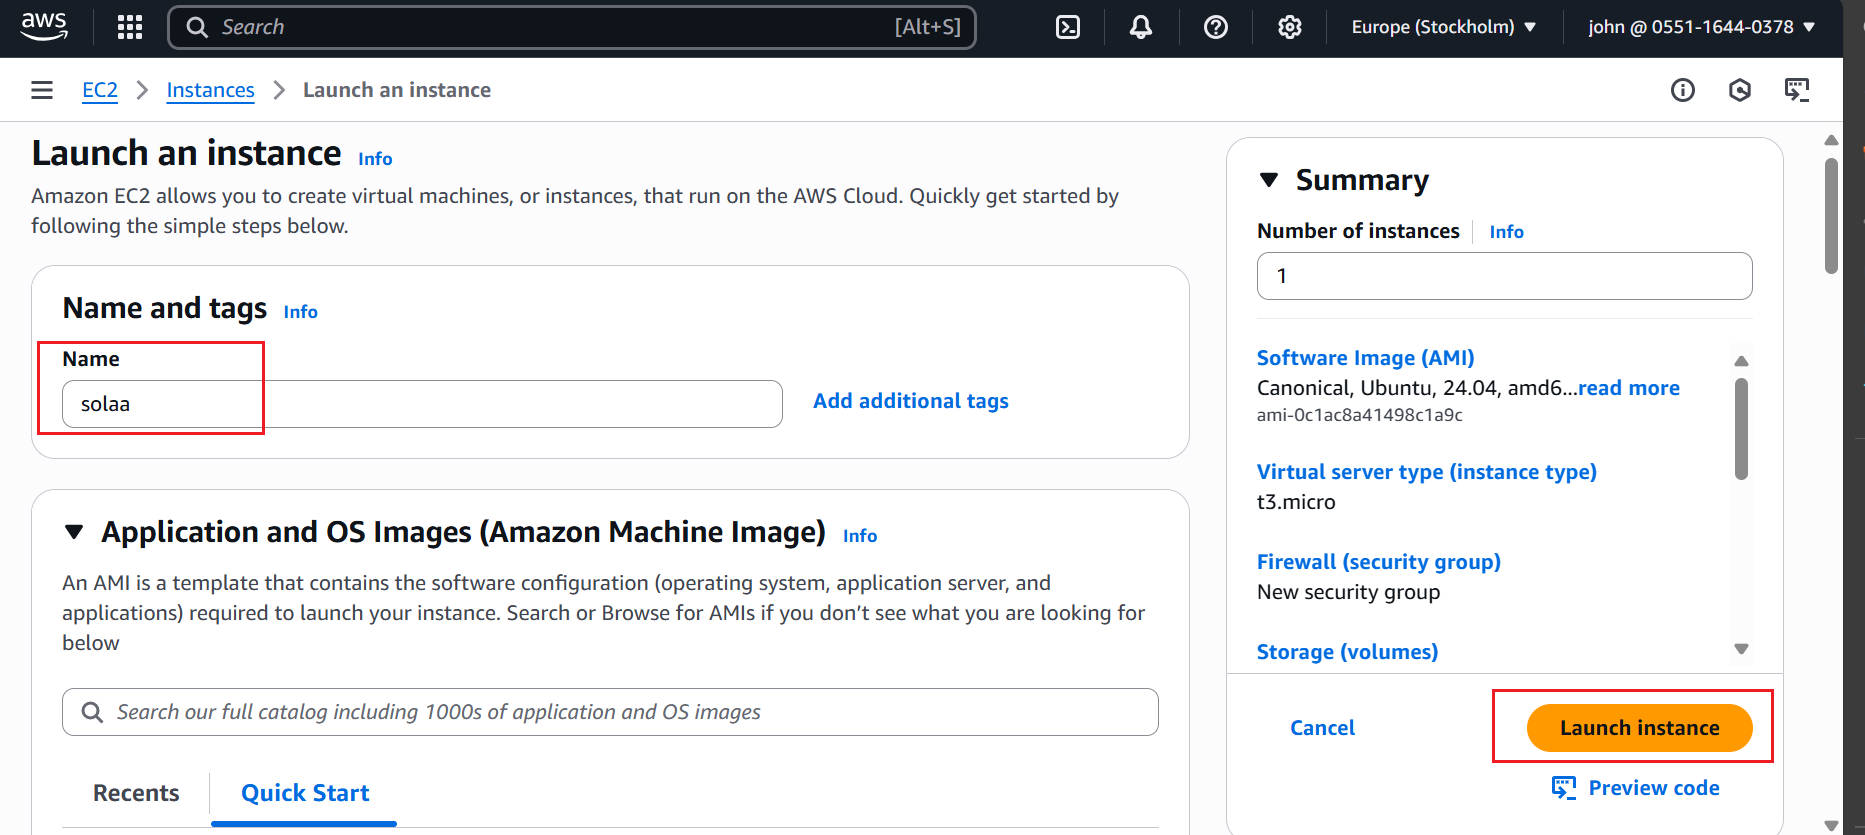 aws
Search [Alt+S]
Europe (Stockholm)
john @ 0551-1644-0378
EC2
Instances
Launch an instance
Launch an instance Info
Amazon EC2 allows you to create virtual machines, or instances, that run on the AWS Cloud. Quickly get started by
following the simple steps below.
Name and tags Info
Name
solaa
Add additional tags
Application and OS Images (Amazon Machine Image) Info
An AMI is a template that contains the software configuration (operating system, application server, and
applications) required to launch your instance. Search or Browse for AMIs if you don’t see what you are looking for
below
Search our full catalog including 1000s of application and OS images
Recents
Quick Start
Summary
Number of instances Info
1
Software Image (AMI)
Canonical, Ubuntu, 24.04, amd6...read more
ami-0c1ac8a41498c1a9c
Virtual server type (instance type)
t3.micro
Firewall (security group)
New security group
Storage (volumes)
Cancel
Launch instance
Preview code